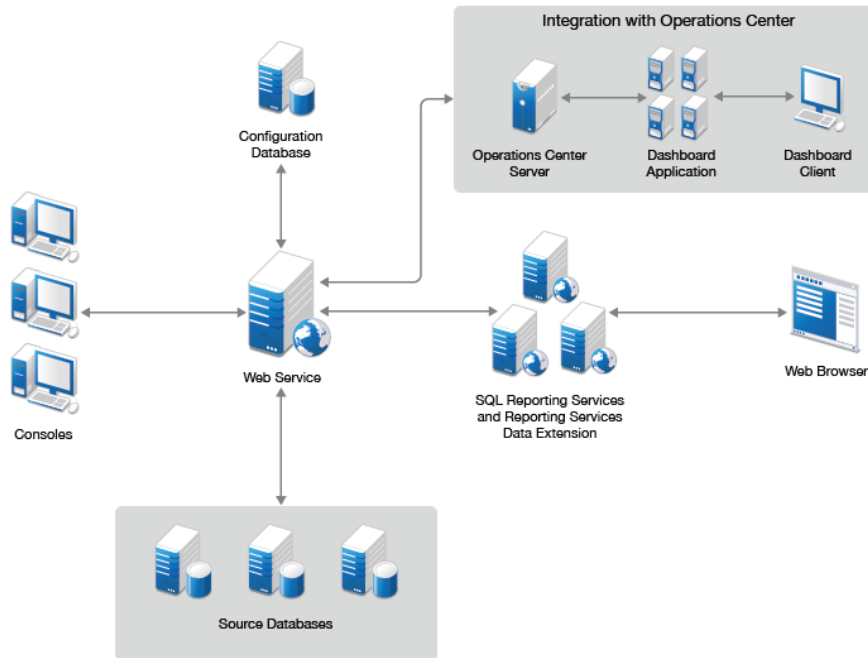 Integration with Operations Center
Configuration
Database
Operations Center
Server
Dashboard
Application
Dashboard
Client
Web Service
Consoles
SQL Reporting Services
and Reporting Services
Data Extension
Web Browser
Source Databases